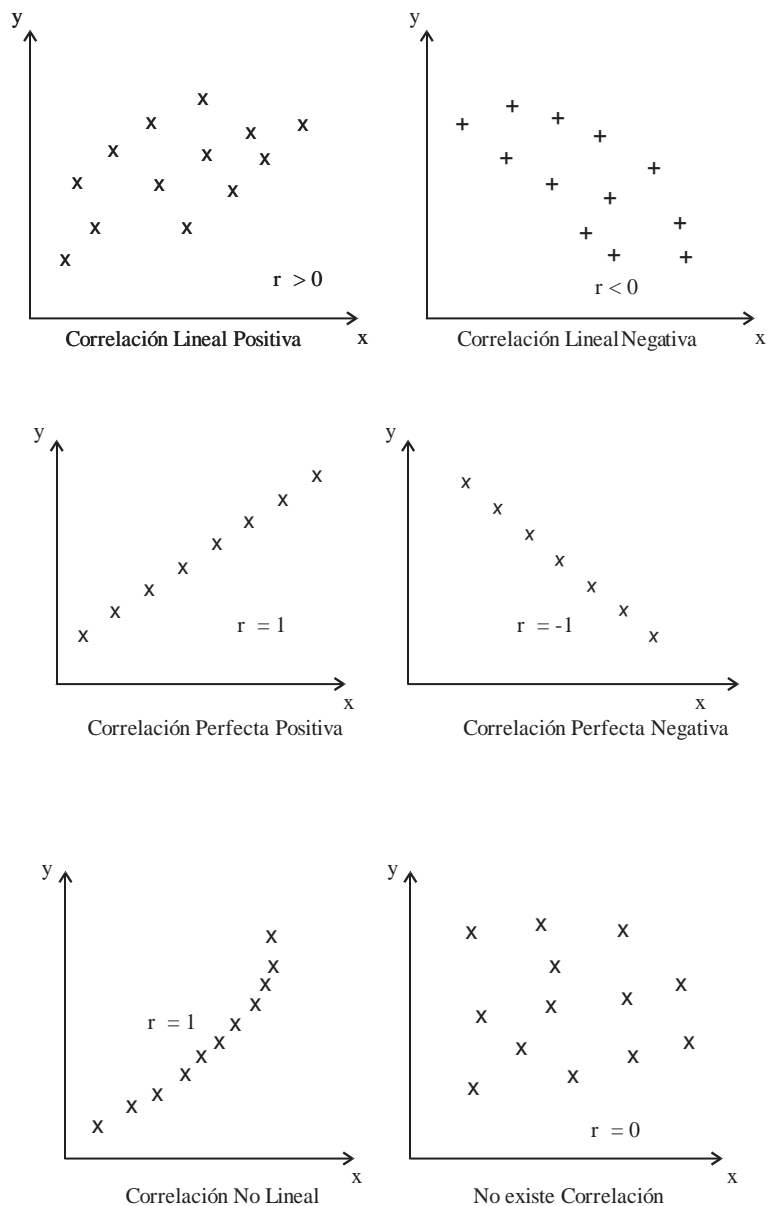 y
r > 0
x
Correlación Lineal Positiva
y
r < 0
x
Correlación Lineal Negativa
y
r = 1
x
Correlación Perfecta Positiva
y
r = -1
x
Correlación Perfecta Negativa
y
r = 1
x
Correlación No Lineal
y
r = 0
x
No existe Correlación